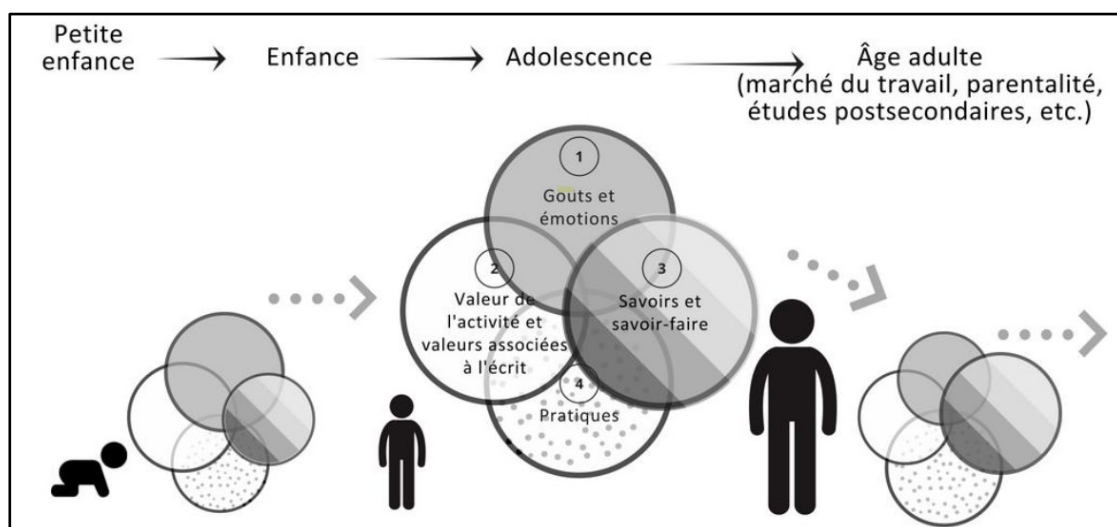 Petite
enfance
Enfance
Adolescence
Âge adulte
(marché du travail, parentalité,
études postsecondaires, etc.)
1
Gouts et
émotions
2
Valeur de
l'activité et
valeurs associées
à l'écrit
3
Savoirs et
savoir-faire
4
Pratiques